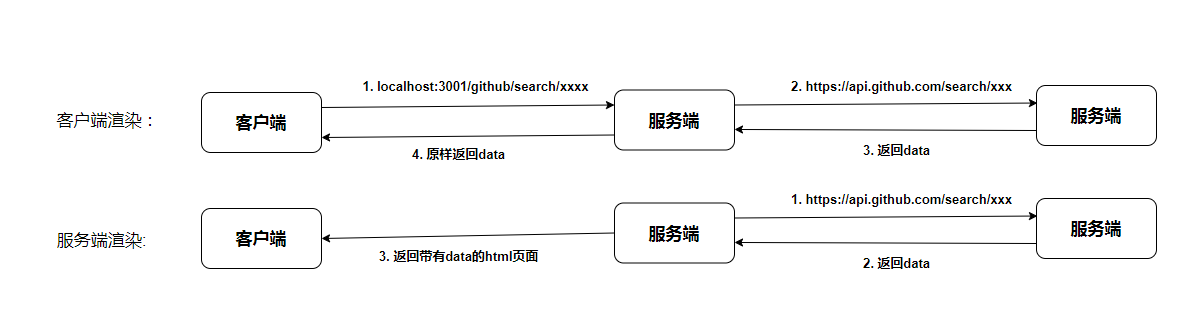 1. localhost:3001/github/search/xxxx
2. https://api.github.com/search/xxx
客户端渲染：
客户端
服务端
服务端
4. 原样返回data
3. 返回data
1. https://api.github.com/search/xxx
服务端渲染:
客户端
服务端
服务端
3. 返回带有data的html页面
2. 返回data